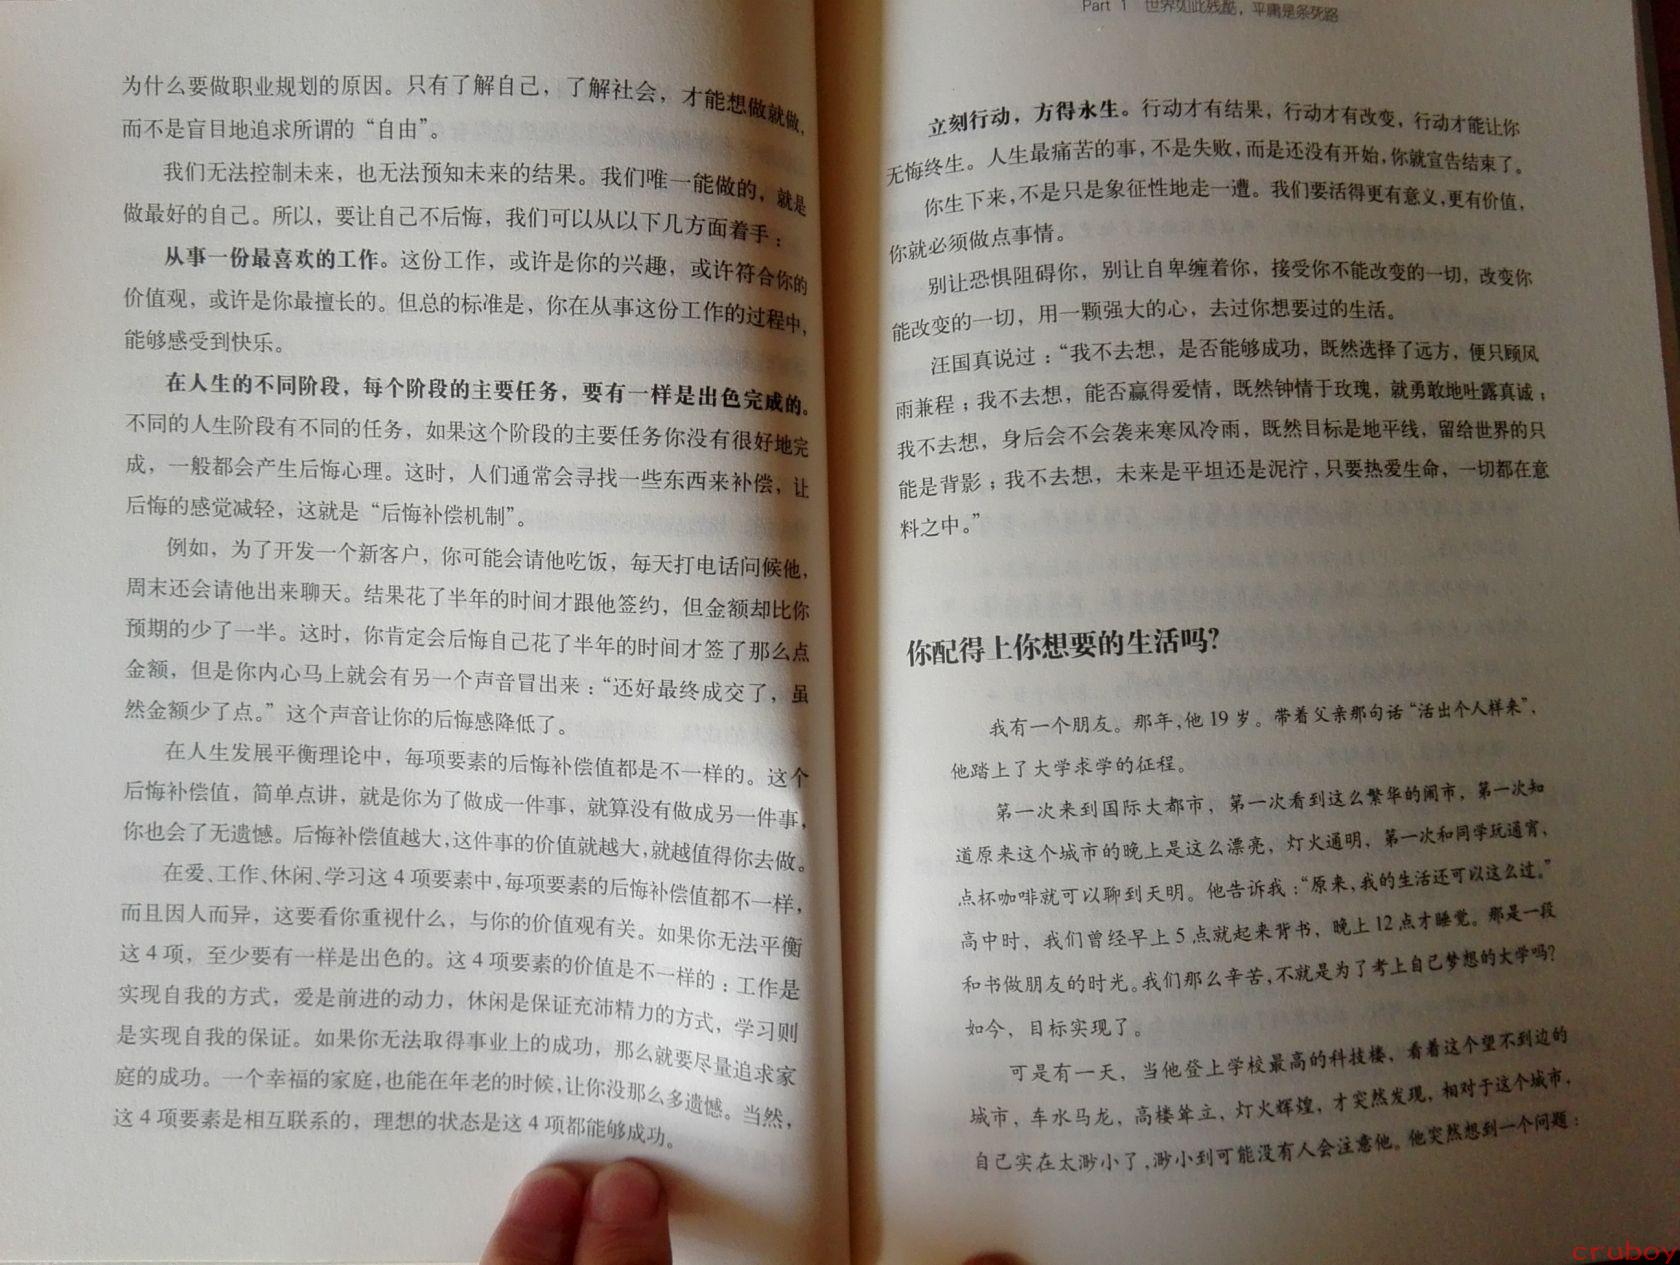 为什么要做职业规划的原因。只有了解自己，了解社会，才能想做就做，
而不是盲目地追求所谓的“自由”。
我们无法控制未来，也无法预知未来的结果。我们唯一能做的，就是
做最好的自己。所以，要让自己不后悔，我们可以从以下几方面着手：
从事一份最喜欢的工作。这份工作，或许是你的兴趣，或许符合你的
价值观，或许是你最擅长的。但总的标准是，你在从事这份工作的过程中，
能够感受到快乐。
在人生的不同阶段，每个阶段的主要任务，要有一样是出色完成的。
不同的人生阶段有不同的任务，如果这个阶段的主要任务你没有很好地完
成，一般都会产生后悔心理。这时，人们通常会寻找一些东西来补偿，让
后悔的感觉减轻，这就是“后悔补偿机制”。
例如，为了开发一个新客户，你可能会请他吃饭，每天打电话问候他，
周末还会请他出来聊天。结果花了半年的时间才跟他签约，但金额却比你
预期的少了一半。这时，你肯定会后悔自己花了半年的时间才签了那么点
金额，但是你内心马上就会有另一个声音冒出来：“还好最终成交了，虽
然金额少了点。”这个声音让你的后悔感降低了。
在人生发展平衡理论中，每项要素的后悔补偿值都是不一样的。这个
后悔补偿值，简单点讲，就是你为了做成一件事，就算没有做成另一件事，
你也会了无遗憾。后悔补偿值越大，这件事的价值就越大，就越值得你去做。
在爱、工作、休闲、学习这4项要素中，每项要素的后悔补偿值都不一样，
而且因人而异，这要看你重视什么，与你的价值观有关。如果你无法平衡
这4项，至少要有一样是出色的。这4项要素的价值是不一样的：工作是
实现自我的方式，爱是前进的动力，休闲是保证充沛精力的方式，学习则
是实现自我的保证。如果你无法取得事业上的成功，那么就要尽量追求家
庭的成功。一个幸福的家庭，也能在年老的时候，让你没那么多遗憾。当然，
这4项要素是相互联系的，理想的状态是这4项都能够成功。
Part 1 世界如此残酷，平庸是条死路
立刻行动，方得永生。行动才有结果，行动才有改变，行动才能让你
无悔终生。人生最痛苦的事，不是失败，而是还没有开始，你就宣告结束了。
你生下来，不是只是象征性地走一遭。我们要活得更有意义，更有价值，
你就必须做点事情。
别让恐惧阻碍你，别让自卑缠着你，接受你不能改变的一切，改变你
能改变的一切，用一颗强大的心，去过你想要过的生活。
汪国真说过：“我不去想，是否能够成功，既然选择了远方，便只顾风
雨兼程；我不去想，能否赢得爱情，既然钟情于玫瑰，就勇敢地吐露真诚；
我不去想，身后会不会袭来寒风冷雨，既然目标是地平线，留给世界的只
能是背影；我不去想，未来是平坦还是泥泞，只要热爱生命，一切都在意
料之中。”
你配得上你想要的生活吗？
我有一个朋友。那年，他19岁。带着父亲那句话“活出个人样来”，
他踏上了大学求学的征程。
第一次来到国际大都市，第一次看到这么繁华的闹市，第一次知
道原来这个城市的晚上是这么漂亮，灯火通明，第一次和同学玩通宵，
点杯咖啡就可以聊到天明。他告诉我：“原来，我的生活还可以这么过。”
高中时，我们曾经早上5点就起来背书，晚上12点才睡觉。那是一段
和书做朋友的时光。我们那么辛苦，不就是为了考上自己梦想的大学吗？
如今，目标实现了。
可是有一天，当他登上学校最高的科技楼，看着这个望不到边的
城市，车水马龙，高楼耸立，灯火辉煌，才突然发现，相对于这个城市，
自己实在太渺小了，渺小到可能没有人会注意他。他突然想到一个问题：
cruboy